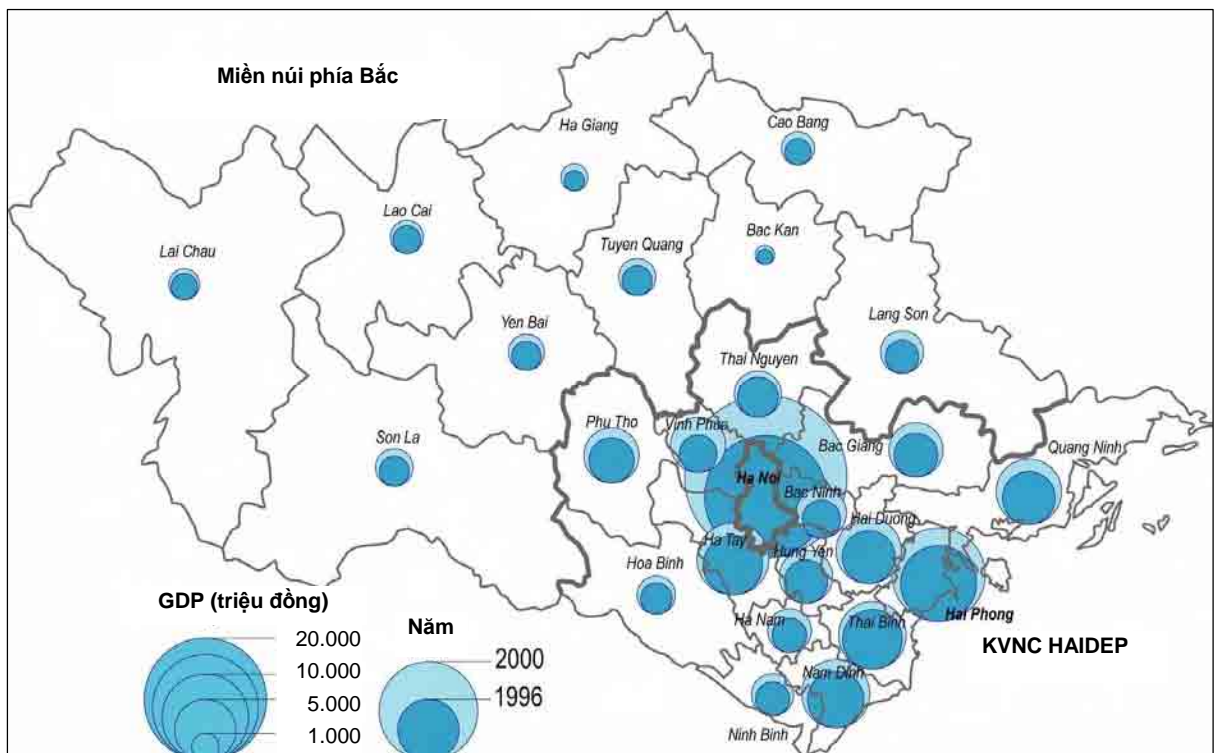 Miền núi phía Bắc
Ha Giang
Cao Bang
Lao Cai
Lai Chau
Tuyen Quang
Bac Kan
Yen Bai
Lang Son
Thai Nguyen
Phu Tho
Vinh Phuc
Bac Giang
Quang Ninh
Son La
Ha Noi
Bac Ninh
Hai Duong
Ha Tay
Hung Yen
Hoa Binh
Ha Nam
Thai Binh
Hai Phong
KVNC HAIDEP
Nam Dinh
Ninh Binh
GDP (triệu đồng)
20.000
10.000
5.000
1.000
Năm
2000
1996